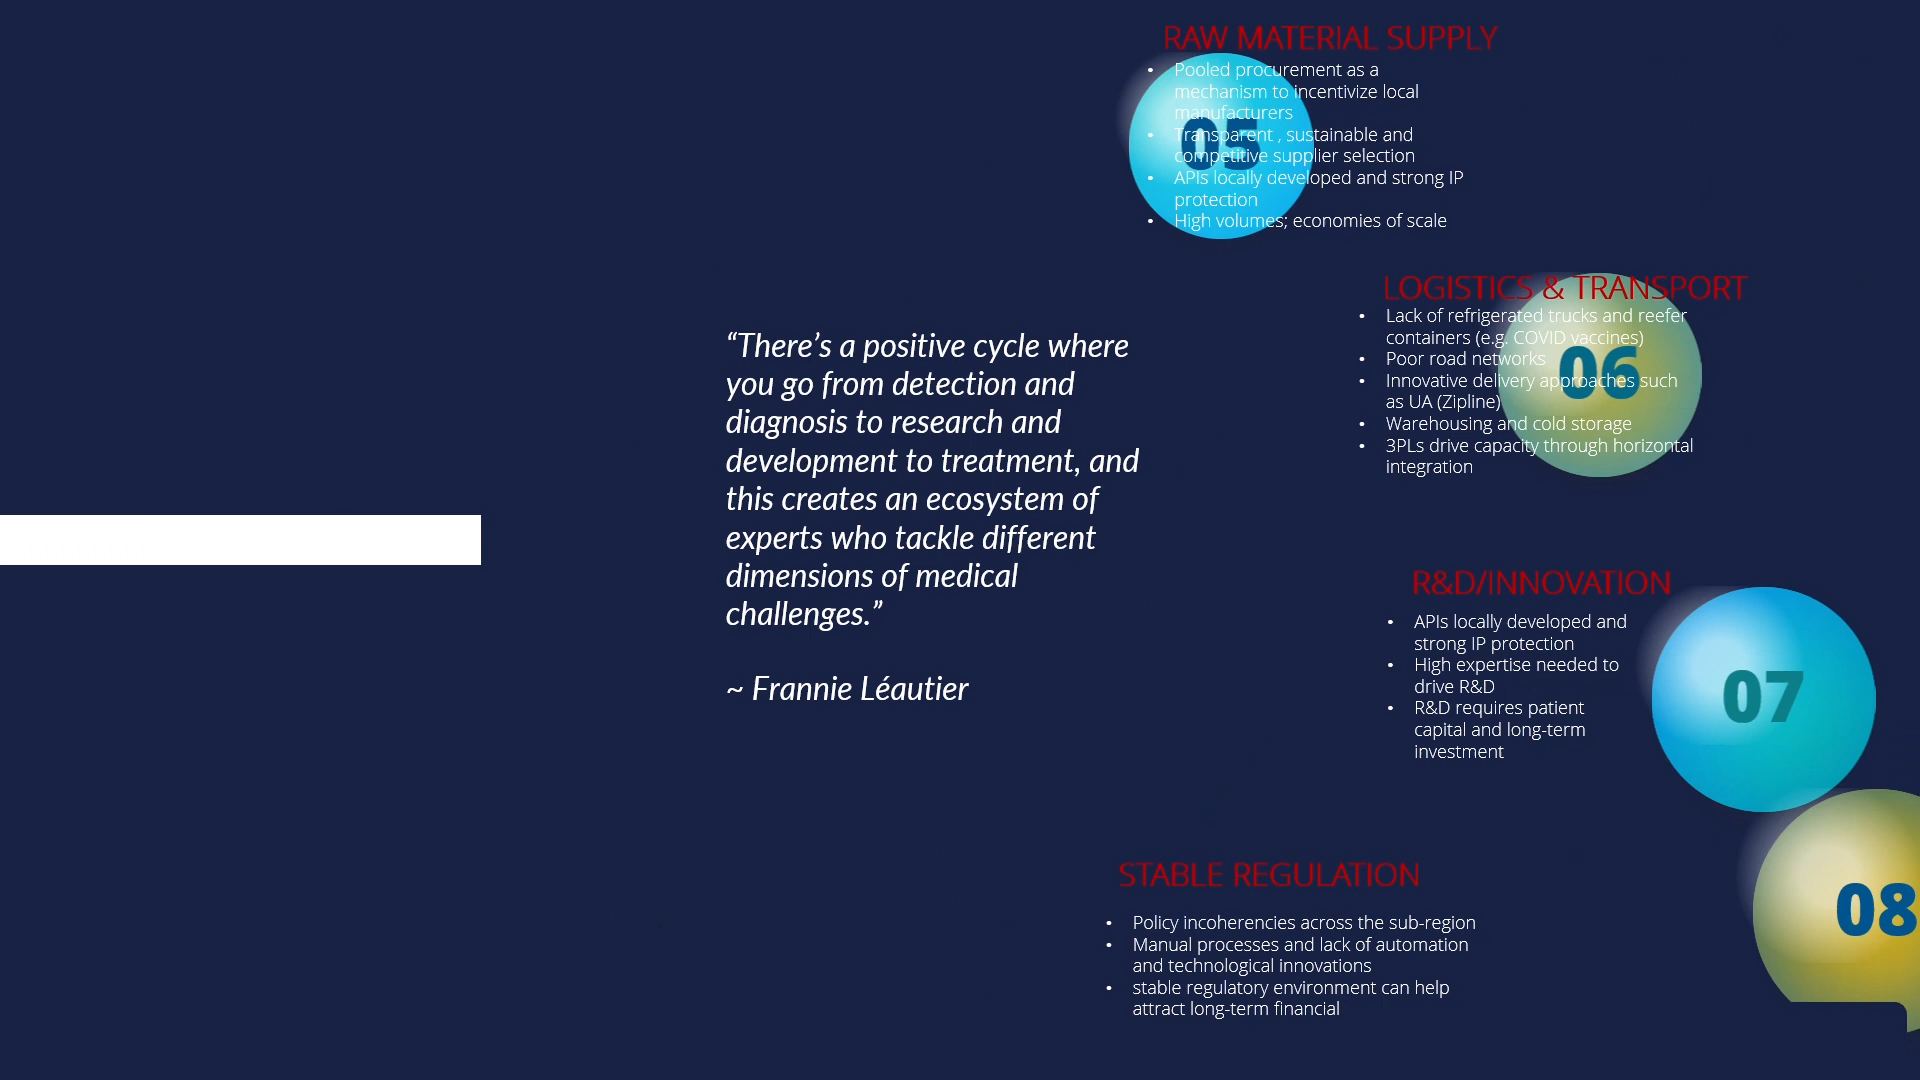 “There’s a positive cycle where
you go from detection and
diagnosis to research and
development to treatment, and
this creates an ecosystem of
experts who tackle different
dimensions of medical
challenges.”
~ Frannie Léautier
RAW MATERIAL SUPPLY
05
• Pooled procurement as a
mechanism to incentivize local
manufacturers
• Transparent , sustainable and
competitive supplier selection
• APIs locally developed and strong IP
protection
• High volumes; economies of scale
LOGISTICS & TRANSPORT
06
• Lack of refrigerated trucks and reefer
containers (e.g. COVID vaccines)
• Poor road networks
• Innovative delivery approaches such
as UA (Zipline)
• Warehousing and cold storage
• 3PLs drive capacity through horizontal
integration
R&D/INNOVATION
07
• APIs locally developed and
strong IP protection
• High expertise needed to
drive R&D
• R&D requires patient
capital and long-term
investment
STABLE REGULATION
08
• Policy incoherencies across the sub-region
• Manual processes and lack of automation
and technological innovations
• stable regulatory environment can help
attract long-term financial